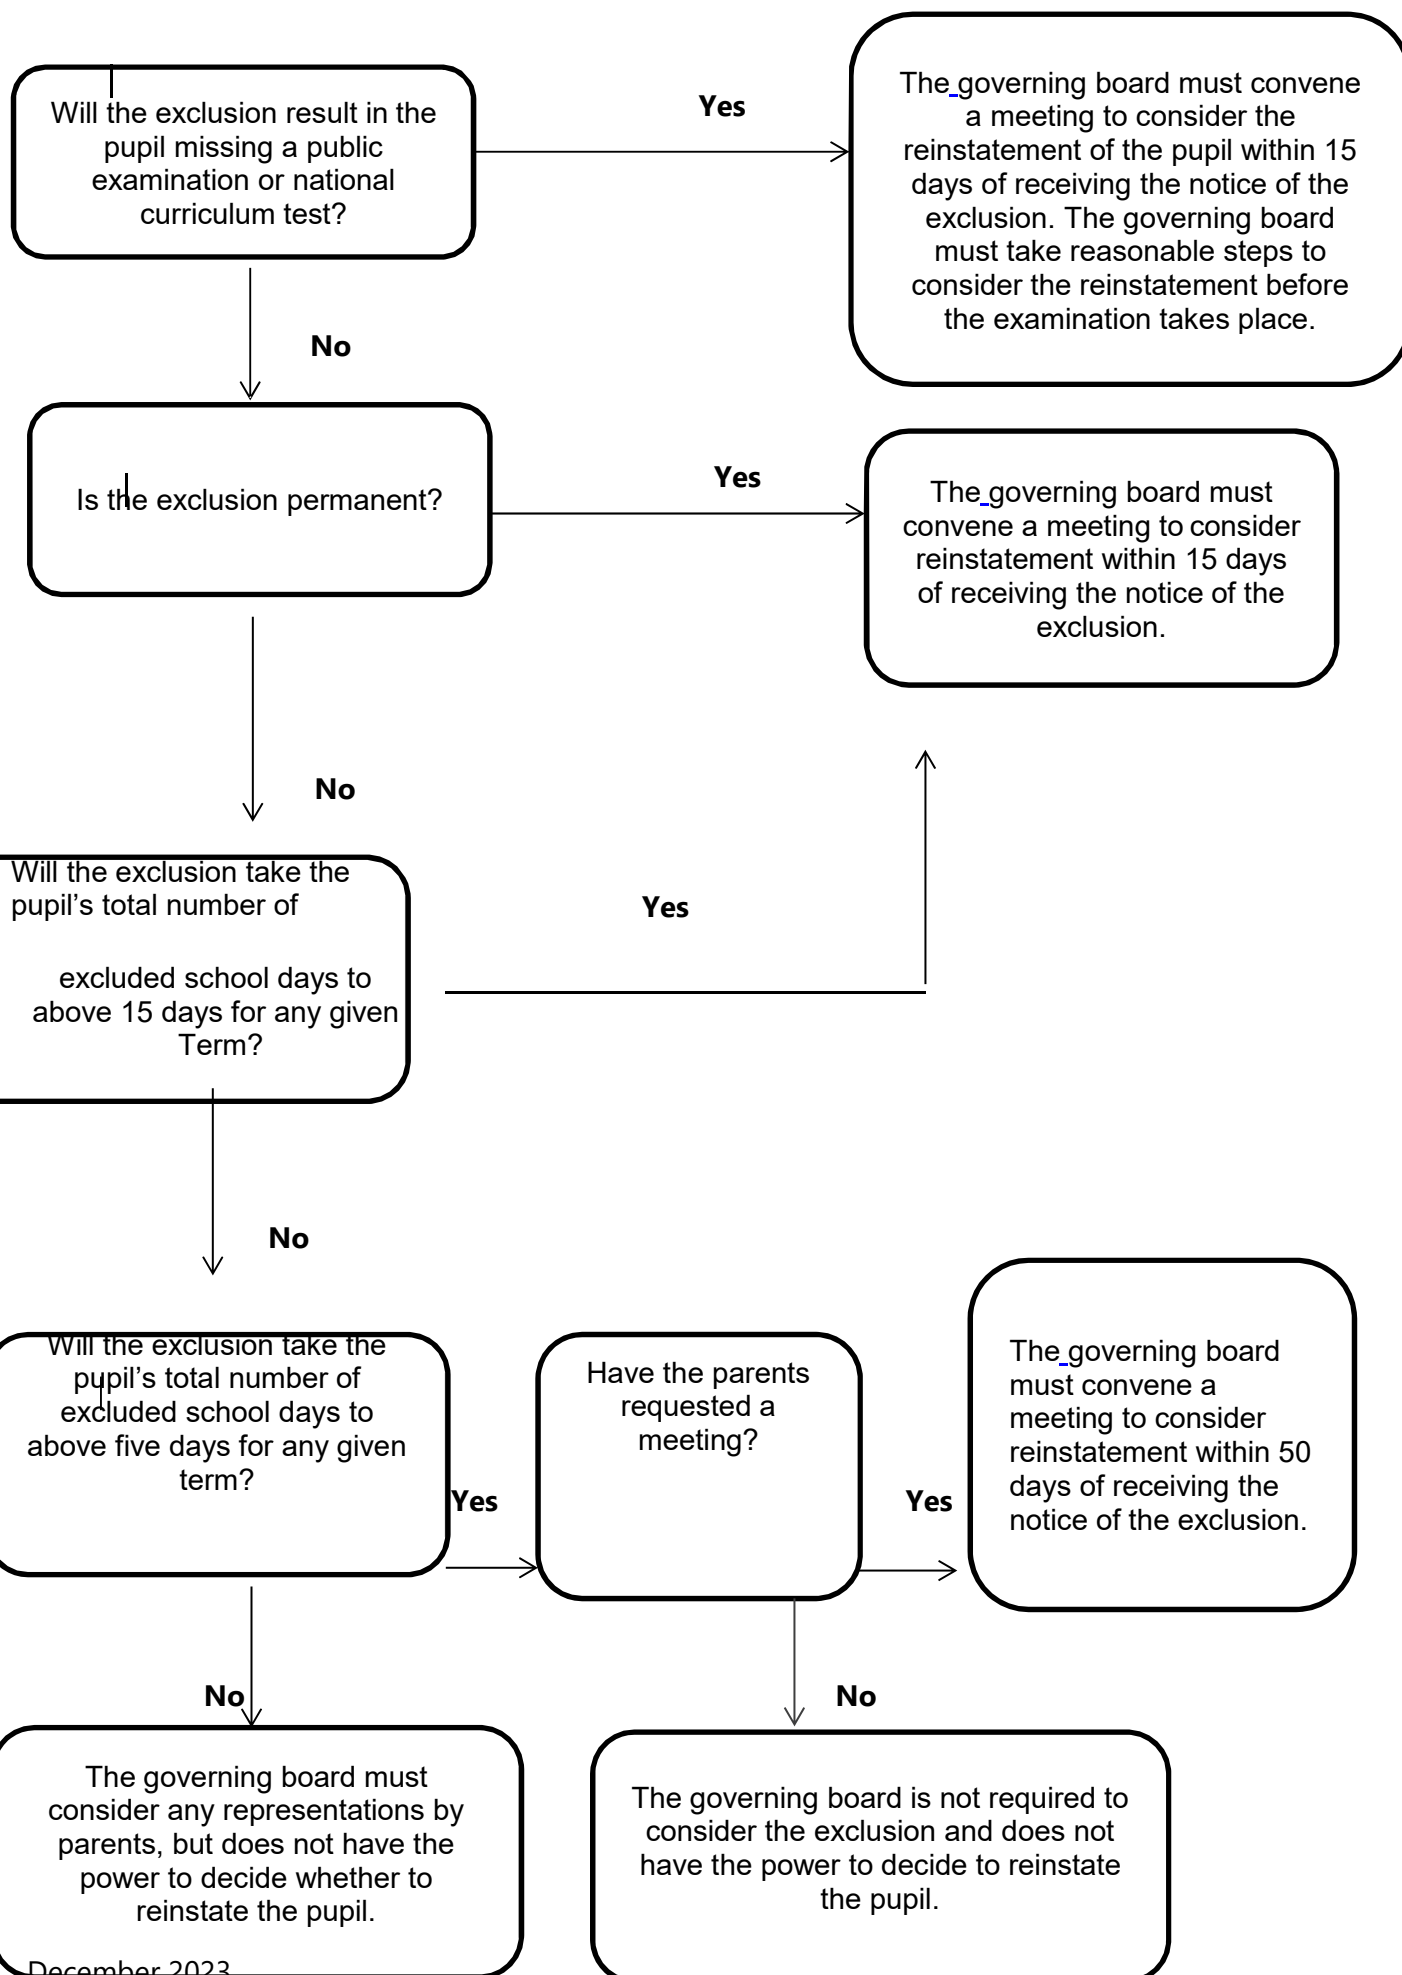 Will the exclusion result in the
pupil missing a public
examination or national
curriculum test?
Yes
The governing board must convene
a meeting to consider the
reinstatement of the pupil within 15
days of receiving the notice of the
exclusion. The governing board
must take reasonable steps to
consider the reinstatement before
the examination takes place.
No
Is the exclusion permanent?
Yes
The governing board must
convene a meeting to consider
reinstatement within 15 days
of receiving the notice of the
exclusion.
No
Will the exclusion take the
pupil’s total number of
excluded school days to
above 15 days for any given
Term?
Yes
No
Will the exclusion take the
pupil’s total number of
excluded school days to
above five days for any given
term?
Yes
Have the parents
requested a
meeting?
Yes
The governing board
must convene a
meeting to consider
reinstatement within 50
days of receiving the
notice of the exclusion.
No
No
The governing board must
consider any representations by
parents, but does not have the
power to decide whether to
reinstate the pupil.
The governing board is not required to
consider the exclusion and does not
have the power to decide to reinstate
the pupil.
December 2023